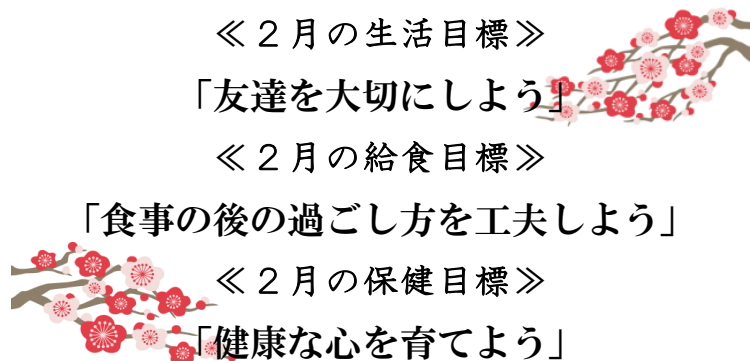 ≪２月の生活目標≫
「友達を大切にしよう」
≪２月の給食目標≫
「食事の後の過ごし方を工夫しよう」
≪２月の保健目標≫
「健康な心を育てよう」